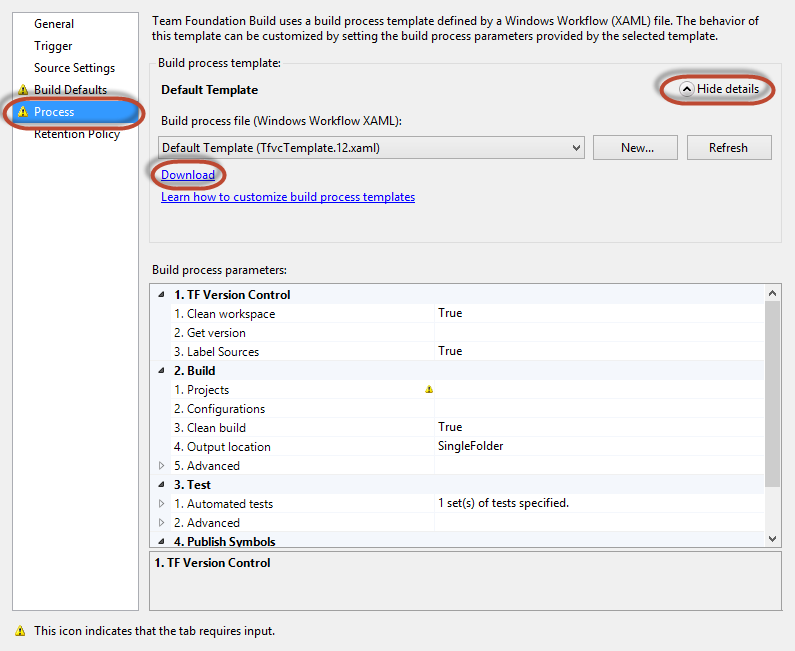 General
Trigger
Source Settings
Build Defaults
Process
Retention Policy
Team Foundation Build uses a build process template defined by a Windows Workflow (XAML) file. The behavior of
this template can be customized by setting the build process parameters provided by the selected template.
Build process template:
Default Template
Hide details
Build process file (Windows Workflow XAML):
Default Template (TfvcTemplate.12.xaml)
New...
Refresh
Download
Learn how to customize build process templates
Build process parameters:
1. TF Version Control
1. Clean workspace True
2. Get version
3. Label Sources True
2. Build
1. Projects
2. Configurations
3. Clean build True
4. Output location SingleFolder
5. Advanced
3. Test
1. Automated tests 1 set(s) of tests specified.
2. Advanced
4. Publish Symbols
1. TF Version Control
This icon indicates that the tab requires input.